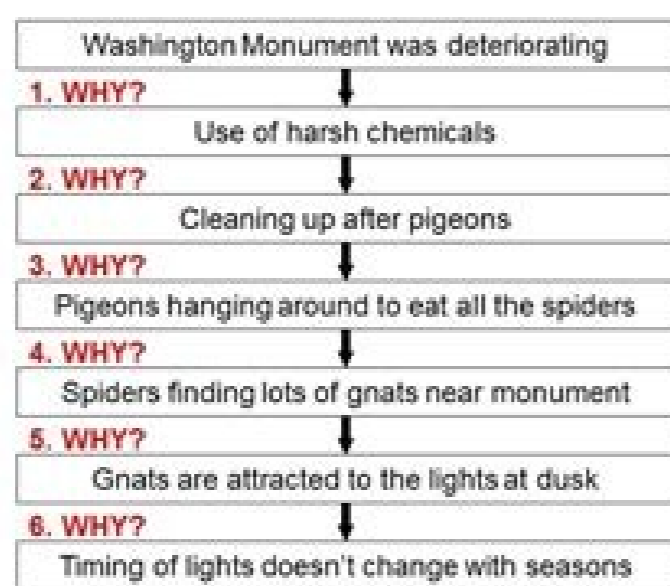 Washington Monument was deteriorating
1. WHY?
Use of harsh chemicals
2. WHY?
Cleaning up after pigeons
3. WHY?
Pigeons hanging around to eat all the spiders
4. WHY?
Spiders finding lots of gnats near monument
5. WHY?
Gnats are attracted to the lights at dusk
6. WHY?
Timing of lights doesn't change with seasons